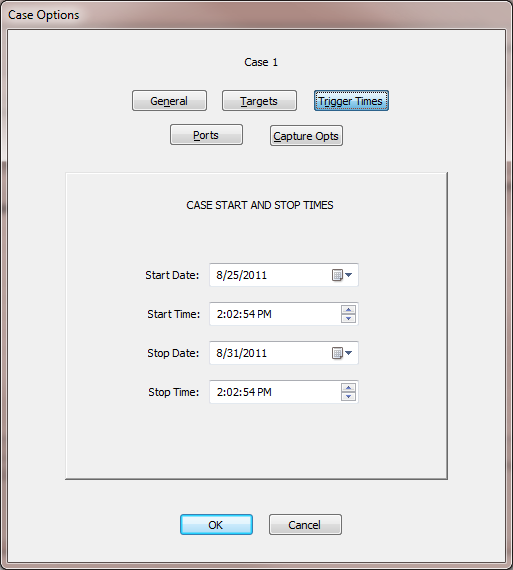 Case Options
Case 1
General Targets Trigger Times
Ports Capture Opts
CASE START AND STOP TIMES
Start Date: 8/25/2011
Start Time: 2:02:54 PM
Stop Date: 8/31/2011
Stop Time: 2:02:54 PM
OK Cancel